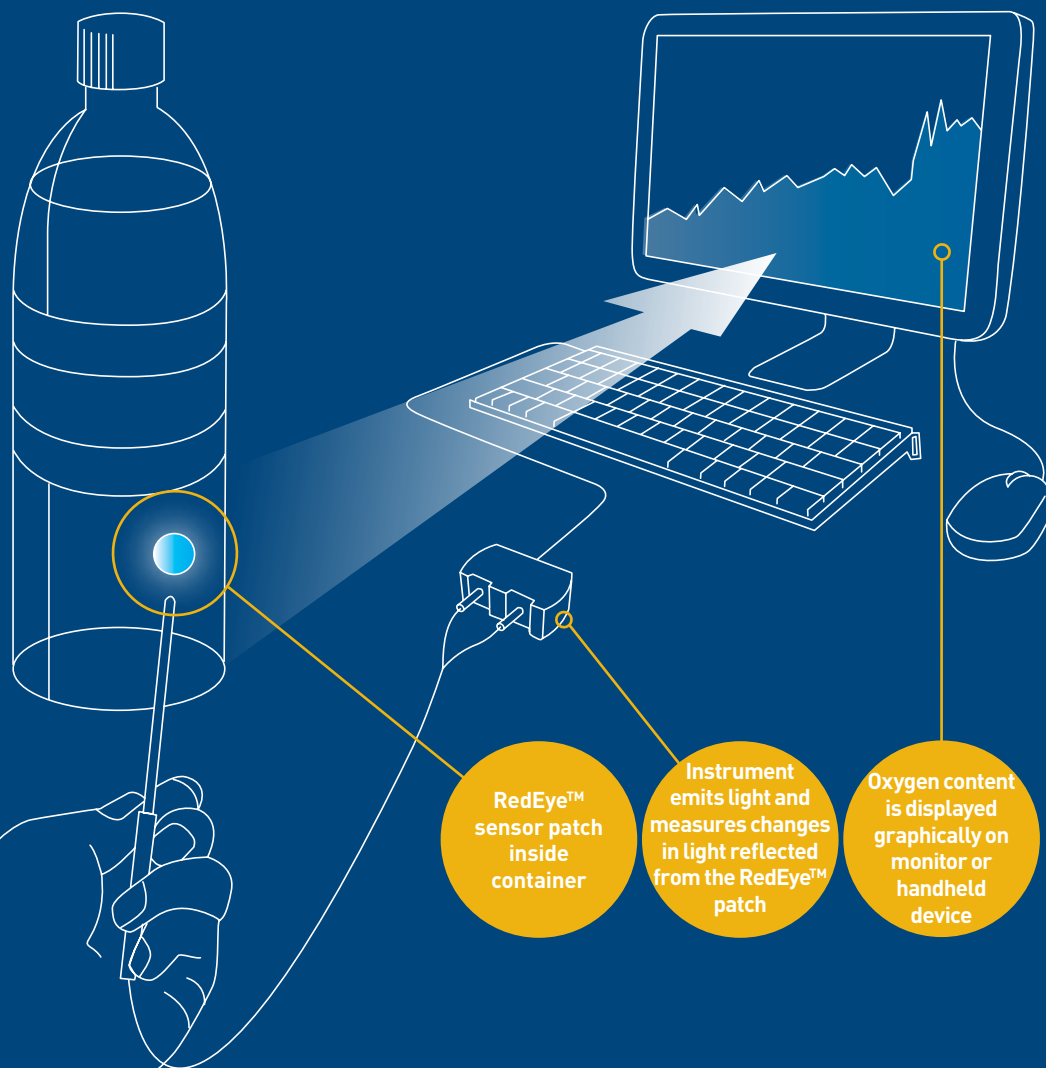 RedEye™
sensor patch
inside
container
Instrument
emits light and
measures changes
in light reflected
from the RedEye™
patch
Oxygen content
is displayed
graphically on
monitor or
handheld
device